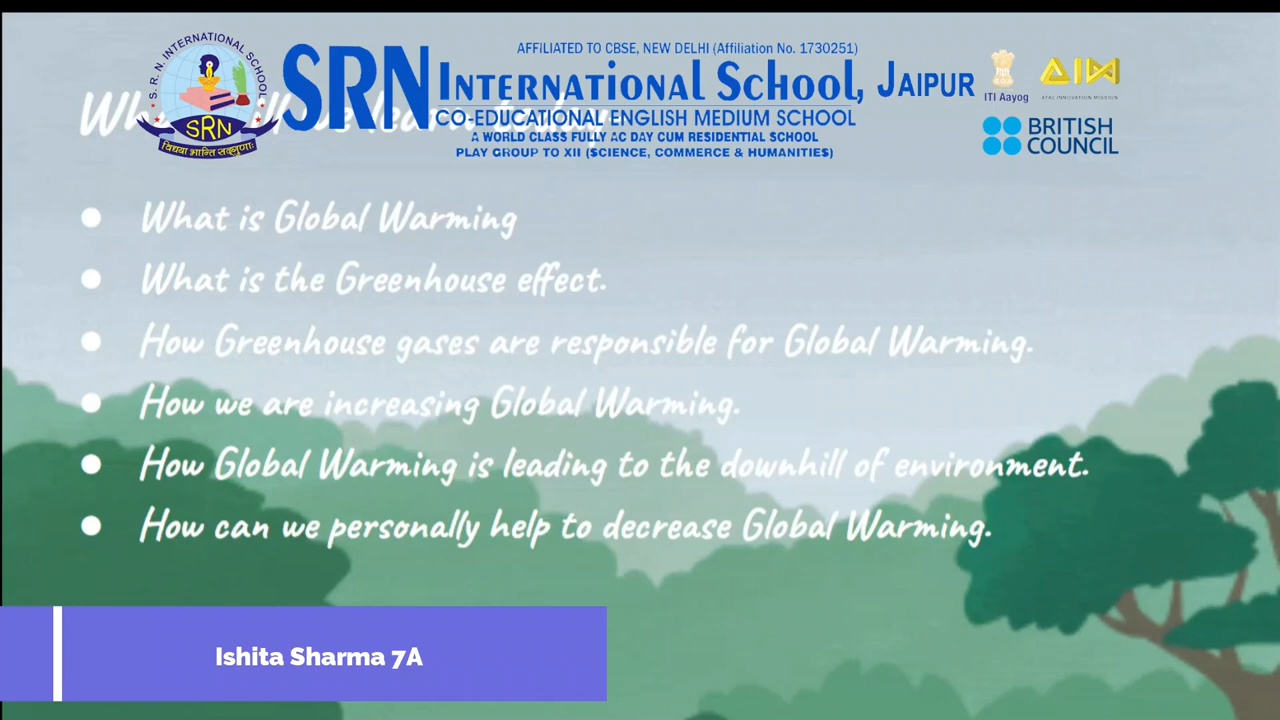 AFFILIATED TO CBSE, NEW DELHI (Affiliation No. 1730251)
S. R. N. INTERNATIONAL SCHOOL
SRN
SRN INTERNATIONAL SCHOOL, JAIPUR
CO-EDUCATIONAL ENGLISH MEDIUM SCHOOL
A WORLD CLASS FULLY AC DAY CUM RESIDENTIAL SCHOOL
PLAY GROUP TO XII (SCIENCE, COMMERCE & HUMANITIES)
ITI Aayog
AIM
ATAL INNOVATION MISSION
BRITISH
COUNCIL
What is Global Warming
What is the Greenhouse effect.
How Greenhouse gases are responsible for Global Warming.
How we are increasing Global Warming.
How Global Warming is leading to the downhill of environment.
How can we personally help to decrease Global Warming.
Ishita Sharma 7A